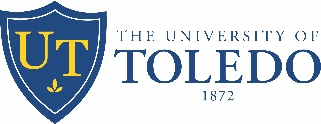 UT
THE UNIVERSITY OF
TOLEDO
1872